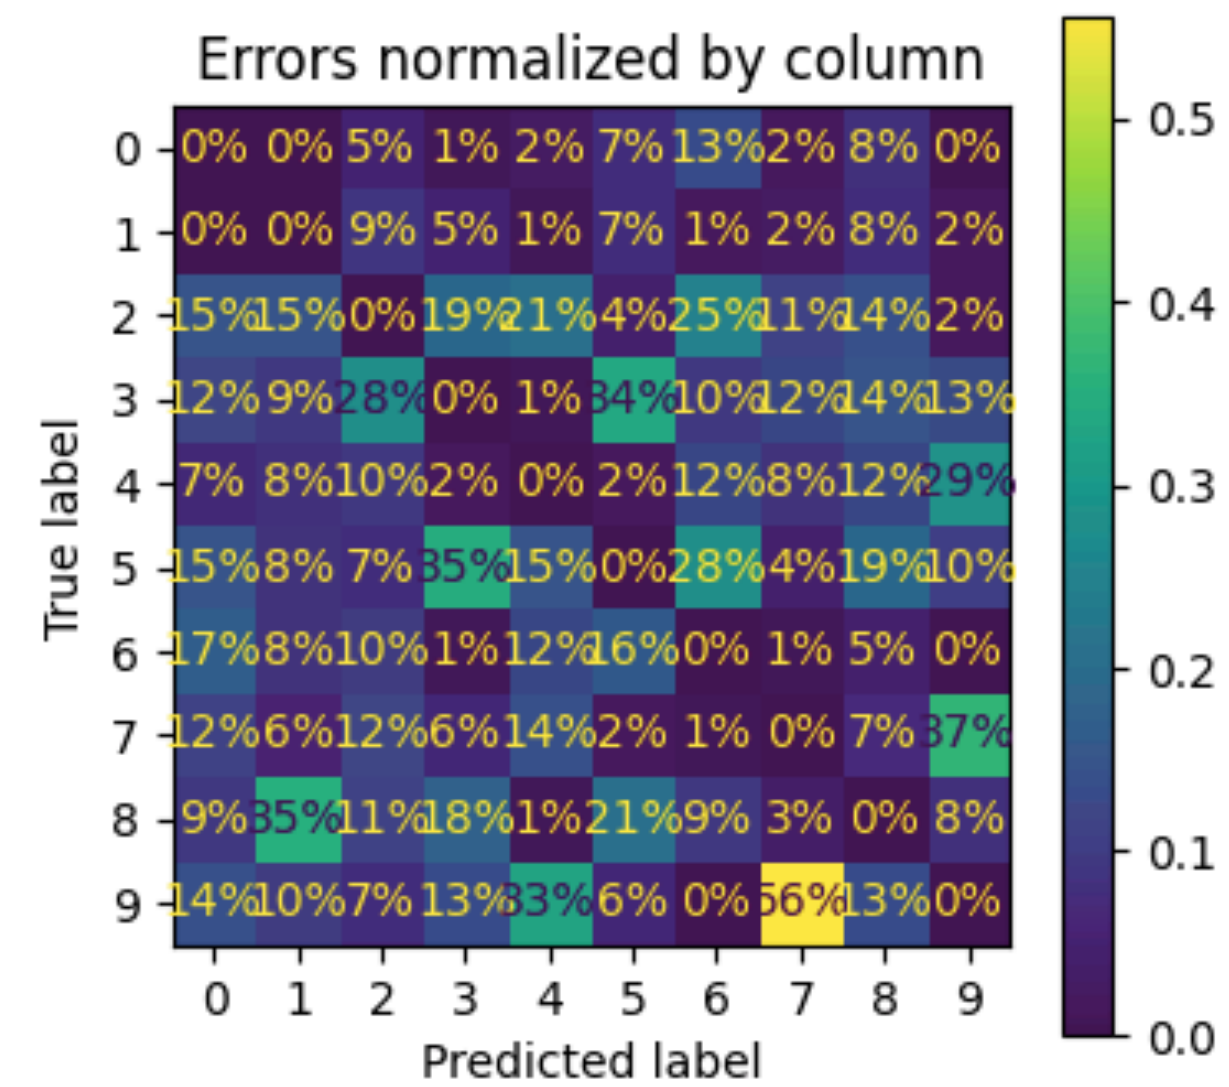 Errors normalized by column
0 0% 0% 5% 1% 2% 7% 13% 2% 8% 0%
1 0% 0% 9% 5% 1% 7% 1% 2% 8% 2%
2 15% 15% 0% 19% 21% 4% 25% 11% 14% 2%
3 12% 9% 28% 0% 1% 34% 10% 12% 14% 13%
4 7% 8% 10% 2% 0% 2% 12% 8% 12% 29%
5 15% 8% 7% 35% 15% 0% 28% 4% 19% 10%
6 17% 8% 10% 1% 12% 16% 0% 1% 5% 0%
7 12% 6% 12% 6% 14% 2% 1% 0% 7% 37%
8 9% 35% 11% 18% 1% 21% 9% 3% 0% 8%
9 14% 10% 7% 13% 33% 6% 0% 56% 13% 0%
0 1 2 3 4 5 6 7 8 9
Predicted label
True label
0.5
0.4
0.3
0.2
0.1
0.0